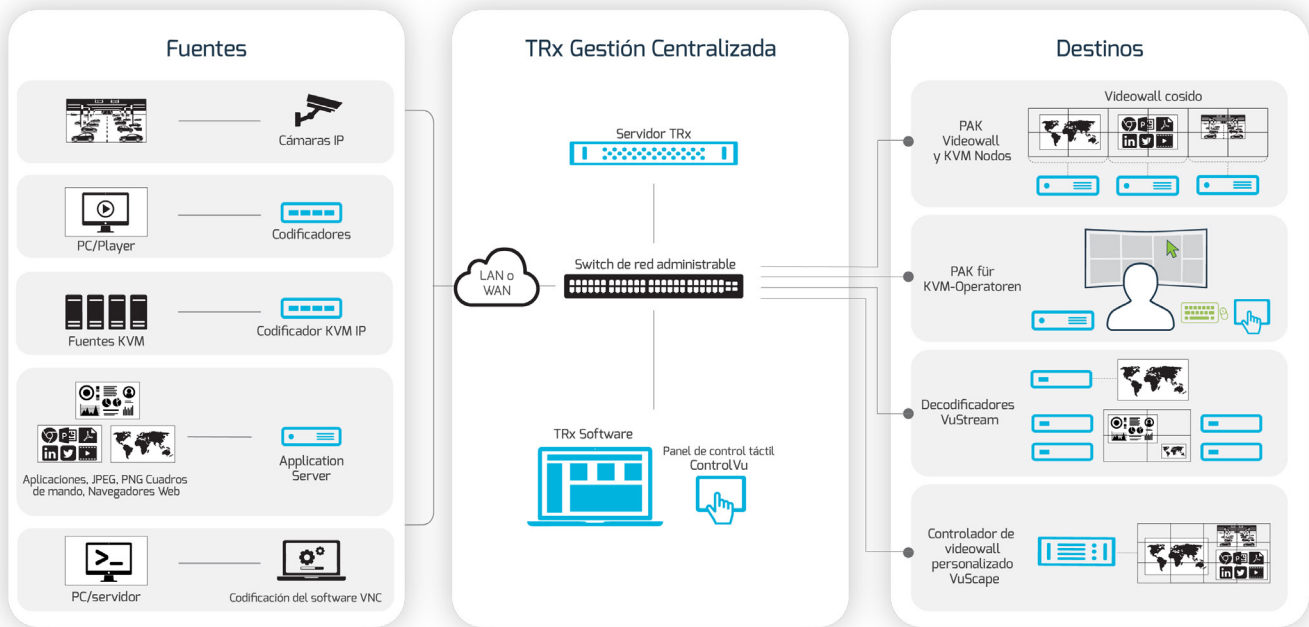 Fuentes
Cámaras IP
PC/Player
Codificadores
Fuentes KVM
Codificador KVM IP
Aplicaciones, JPEG, PNG Cuadros
de mando, Navegadores Web
Application
Server
PC/servidor
Codificación del software VNC
TRx Gestión Centralizada
Servidor TRx
LAN o
WAN
Switch de red administrable
TRx Software
Panel de control táctil
ControlVu
Destinos
PAK
Videowall
y KVM Nodos
Videowall cosido
PAK für
KVM-Operatoren
Decodificadores
VuStream
Controlador de
videowall
personalizado
VuScape